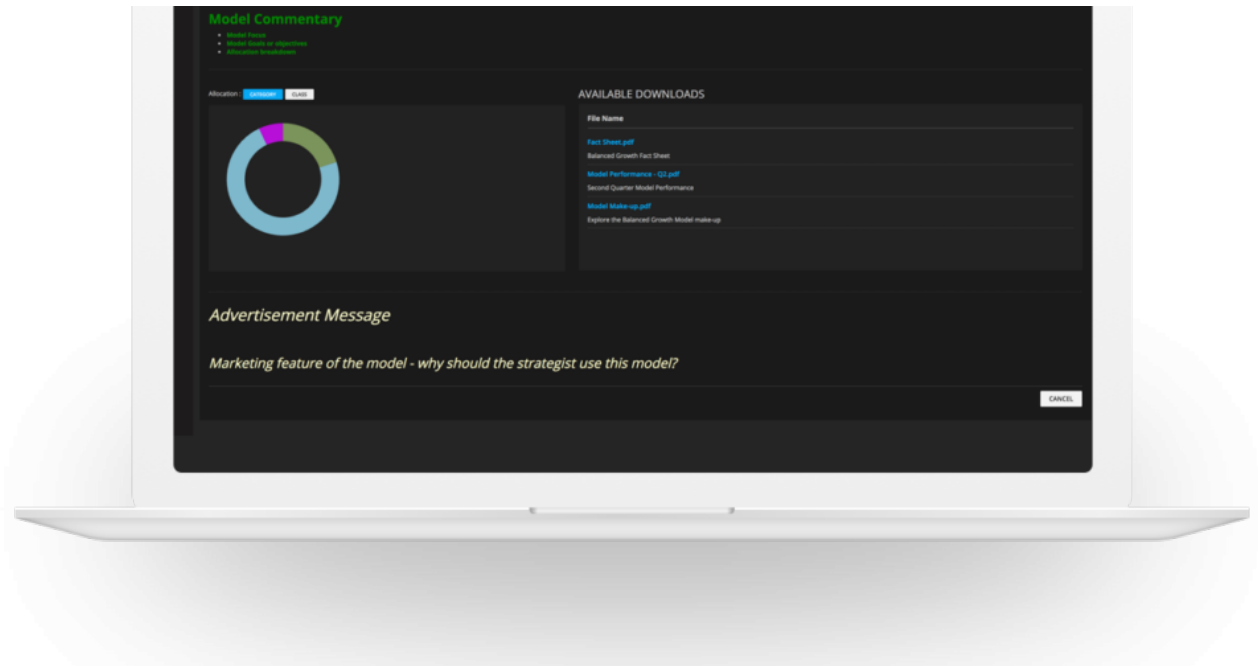 Model Commentary
Model Focus
Model Goals or objectives
Allocation breakdown
Allocation : CATEGORY CLASS
AVAILABLE DOWNLOADS
File Name
Fact Sheet.pdf
Balanced Growth Fact Sheet
Model Performance - Q2.pdf
Second Quarter Model Performance
Model Make-up.pdf
Explore the Balanced Growth Model make-up
Advertisement Message
Marketing feature of the model - why should the strategist use this model?
CANCEL